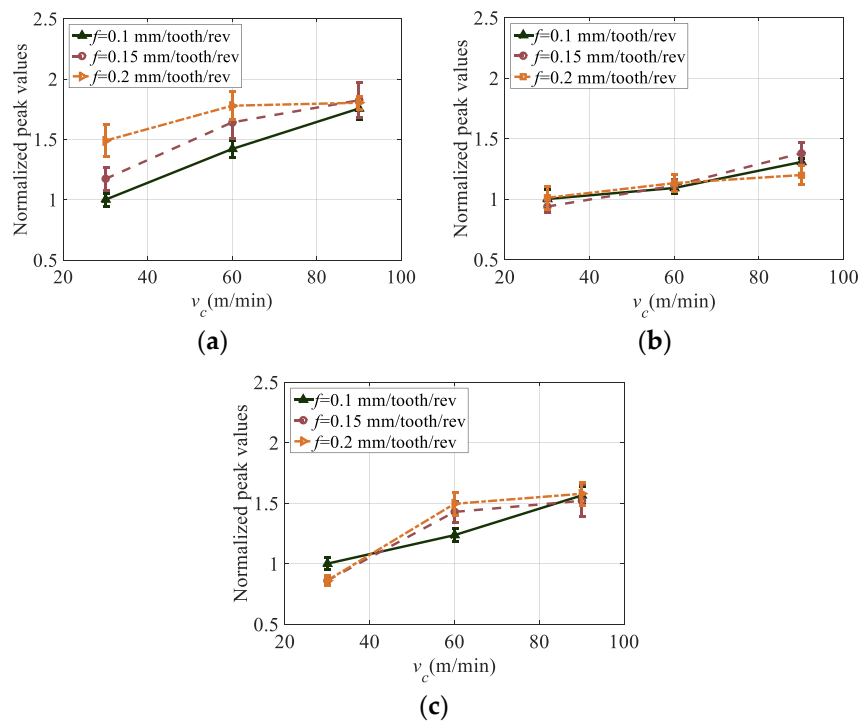 2.5
2
1.5
1
0.5
Normalized peak values
f=0.1 mm/tooth/rev
f=0.15 mm/tooth/rev
f=0.2 mm/tooth/rev
20 40 60 80 100
v_c(m/min)
(a)
2.5
2
1.5
1
0.5
Normalized peak values
f=0.1 mm/tooth/rev
f=0.15 mm/tooth/rev
f=0.2 mm/tooth/rev
20 40 60 80 100
v_c(m/min)
(b)
2.5
2
1.5
1
0.5
Normalized peak values
f=0.1 mm/tooth/rev
f=0.15 mm/tooth/rev
f=0.2 mm/tooth/rev
20 40 60 80 100
v_c(m/min)
(c)